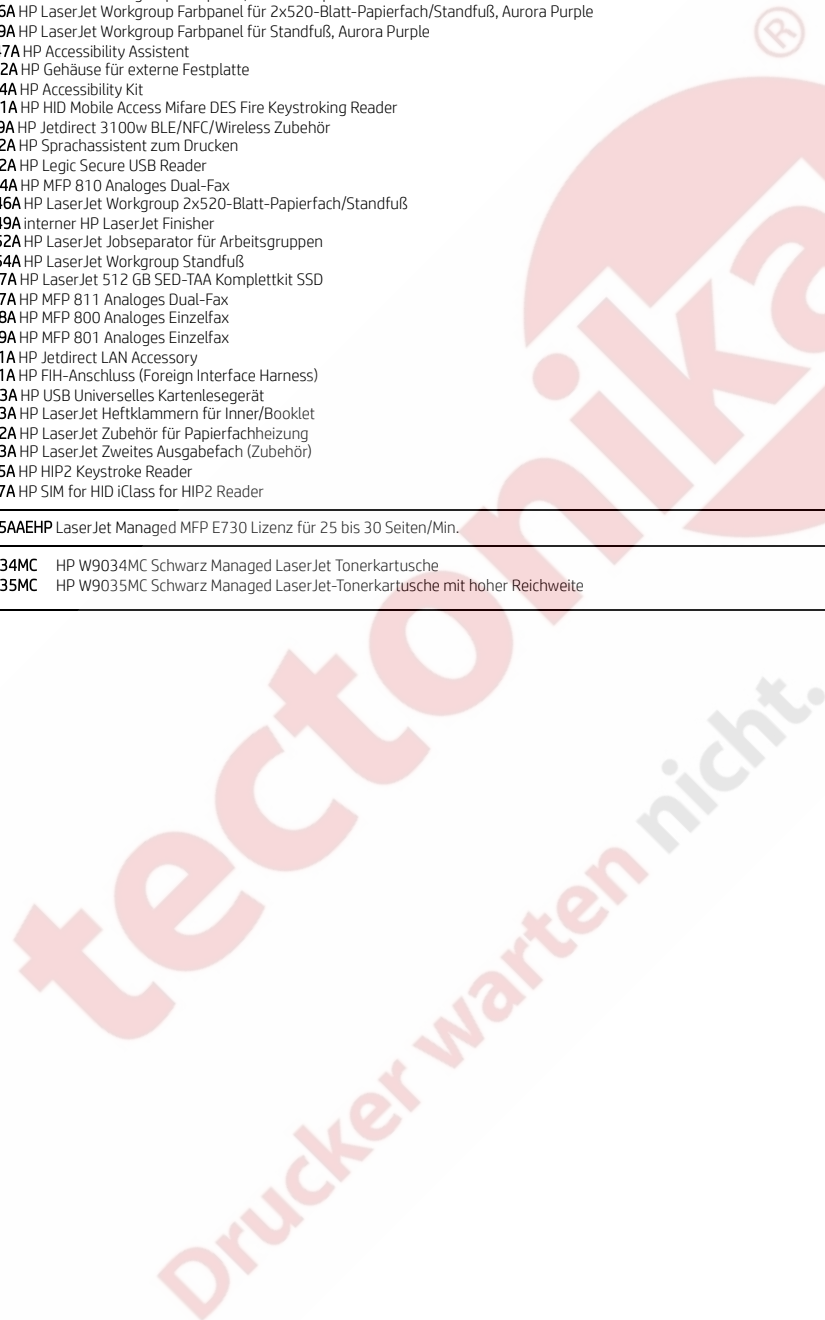 6A HP LaserJet Workgroup Farbpanel für 2x520-Blatt-Papierfach/Standfuß, Aurora Purple
9A HP LaserJet Workgroup Farbpanel für Standfuß, Aurora Purple
47A HP Accessibility Assistent
2A HP Gehäuse für externe Festplatte
4A HP Accessibility Kit
1A HP HID Mobile Access Mifare DES Fire Keystroking Reader
9A HP Jetdirect 3100w BLE/NFC/Wireless Zubehör
2A HP Sprachassistent zum Drucken
2A HP Legic Secure USB Reader
4A HP MFP 810 Analoges Dual-Fax
46A HP LaserJet Workgroup 2x520-Blatt-Papierfach/Standfuß
49A interner HP LaserJet Finisher
52A HP LaserJet Jobseparator für Arbeitsgruppen
54A HP LaserJet Workgroup Standfuß
7A HP LaserJet 512 GB SED-TAA Komplettkit SSD
7A HP MFP 811 Analoges Dual-Fax
8A HP MFP 800 Analoges Einzelfax
9A HP MFP 801 Analoges Einzelfax
1A HP Jetdirect LAN Accessory
1A HP FIH-Anschluss (Foreign Interface Harness)
3A HP USB Universelles Kartenlesegerät
3A HP LaserJet Heftklammern für Inner/Booklet
2A HP LaserJet Zubehör für Papierfachheizung
3A HP LaserJet Zweites Ausgabefach (Zubehör)
5A HP HIP2 Keystroke Reader
7A HP SIM for HID iClass for HIP2 Reader
5AAEHP LaserJet Managed MFP E730 Lizenz für 25 bis 30 Seiten/Min.
34MC HP W9034MC Schwarz Managed LaserJet Tonerkartusche
35MC HP W9035MC Schwarz Managed LaserJet-Tonerkartusche mit hoher Reichweite
tectonika®
Drucker warten nicht.